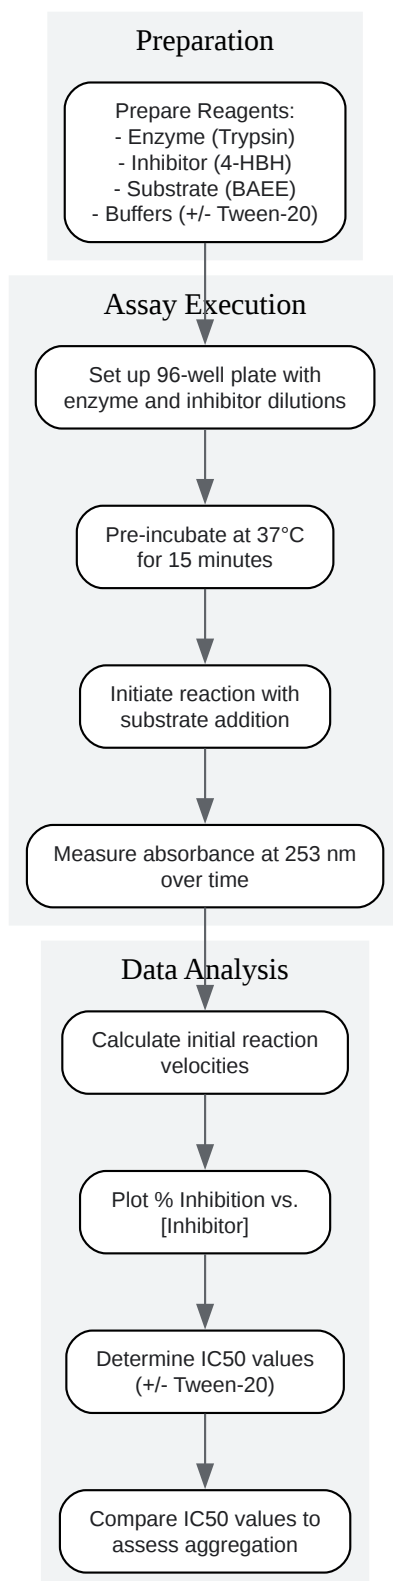 Preparation
Prepare Reagents:
- Enzyme (Trypsin)
- Inhibitor (4-HBH)
- Substrate (BAEE)
- Buffers (+/- Tween-20)
Assay Execution
Set up 96-well plate with
enzyme and inhibitor dilutions
Pre-incubate at 37°C
for 15 minutes
Initiate reaction with
substrate addition
Measure absorbance at 253 nm
over time
Data Analysis
Calculate initial reaction
velocities
Plot % Inhibition vs.
[Inhibitor]
Determine IC50 values
(+/- Tween-20)
Compare IC50 values to
assess aggregation